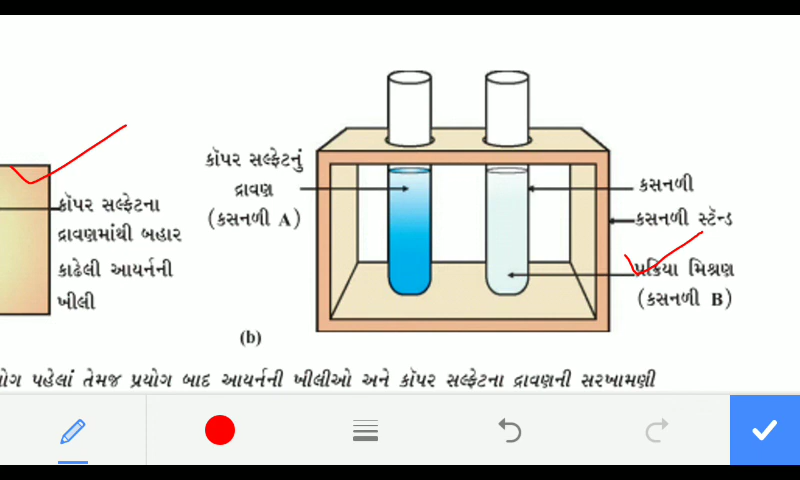 કૉપર સલ્ફેટનું
દ્રાવણ
(કસનળી A)
કસનળી
કસનળી સ્ટૅન્ડ
પ્રક્રિયા મિશ્રણ
(કસનળી B)
કૉપર સલ્ફેટના
દ્રાવણમાંથી બહાર
કાઢેલી આયર્નની
ખીલી
(b)
પહેલાં તેમજ પ્રયોગ બાદ આયર્નની ખીલીઓ અને કૉપર સલ્ફેટના દ્રાવણની સરખામણી